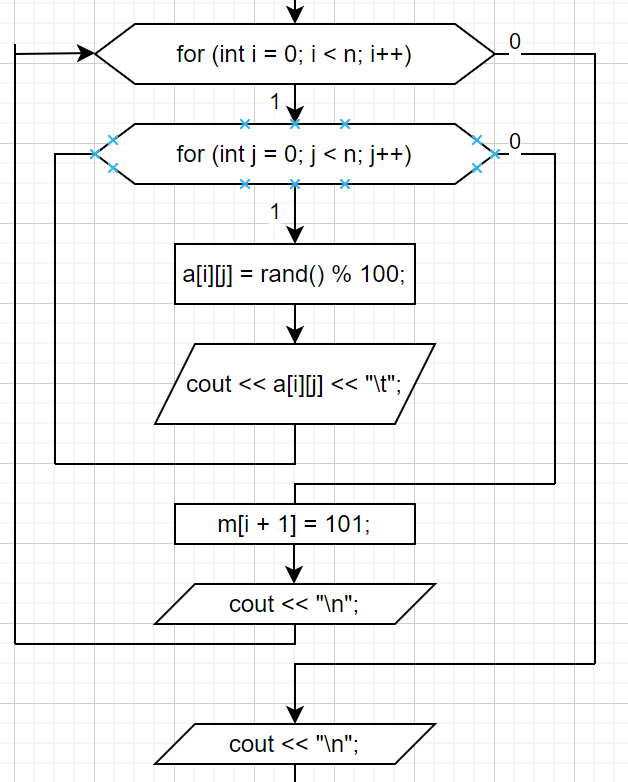 for (int i = 0; i < n; i++)
0
1
for (int j = 0; j < n; j++)
0
1
a[i][j] = rand() % 100;
cout << a[i][j] << "\t";
m[i + 1] = 101;
cout << "\n";
cout << "\n";